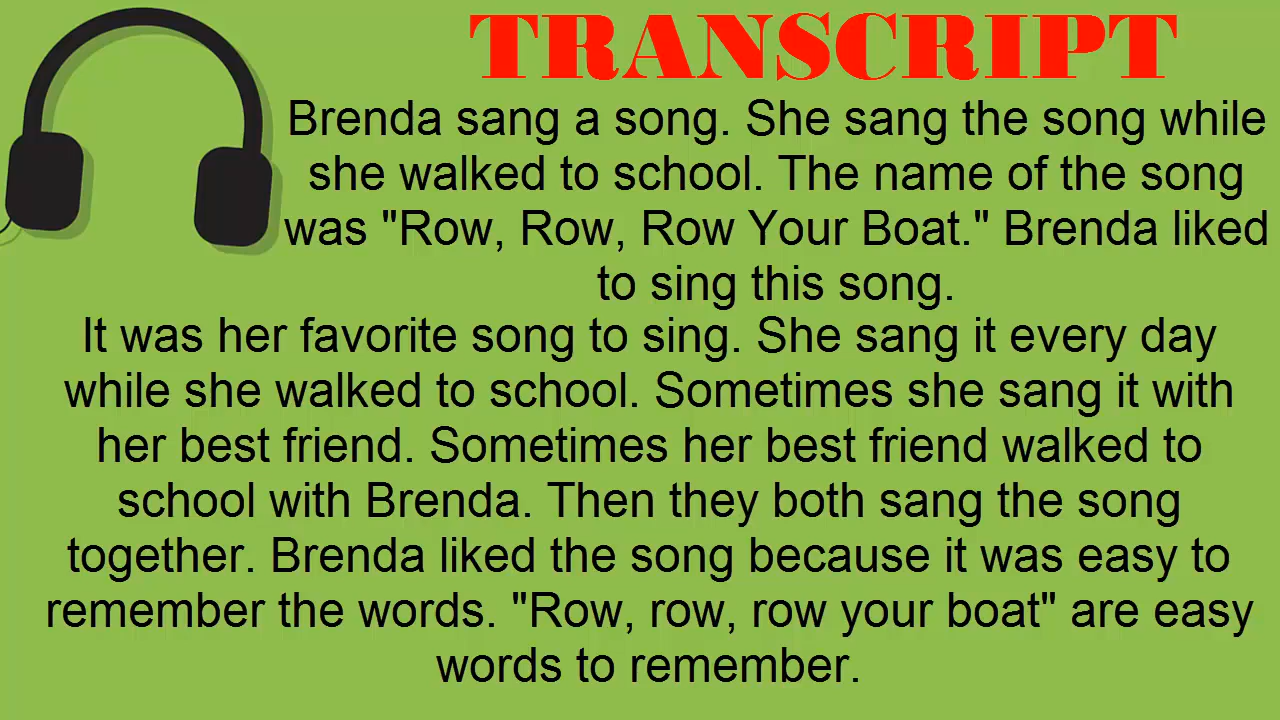 TRANSCRIPT
Brenda sang a song. She sang the song while
she walked to school. The name of the song
was "Row, Row, Row Your Boat." Brenda liked
to sing this song.
It was her favorite song to sing. She sang it every day
while she walked to school. Sometimes she sang it with
her best friend. Sometimes her best friend walked to
school with Brenda. Then they both sang the song
together. Brenda liked the song because it was easy to
remember the words. "Row, row, row your boat" are easy
words to remember.